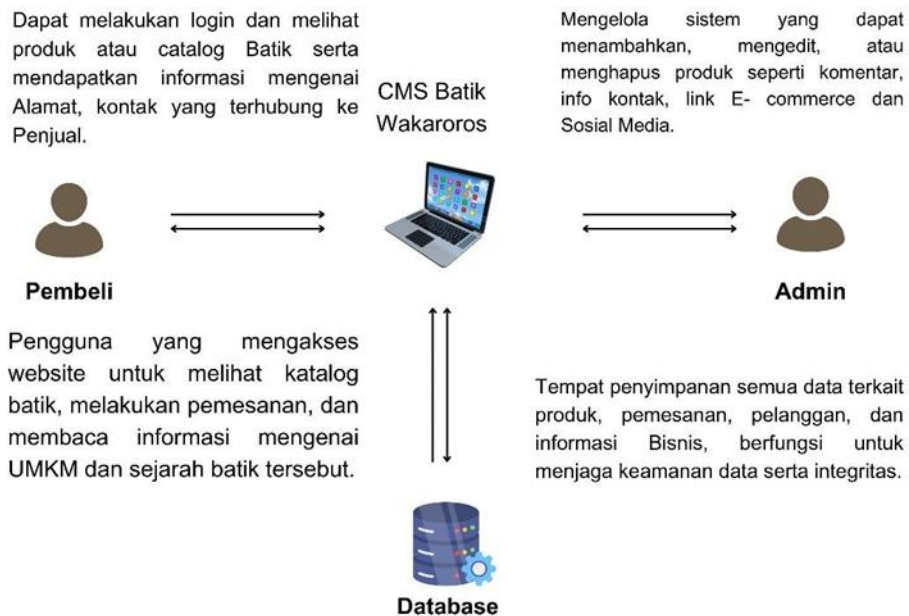 Dapat melakukan login dan melihat
produk atau catalog Batik serta
mendapatkan informasi mengenai
Alamat, kontak yang terhubung ke
Penjual.
CMS Batik
Wakaroros
Mengelola sistem yang dapat
menambahkan, mengedit, atau
menghapus produk seperti komentar,
info kontak, link E- commerce dan
Sosial Media.
Pembeli
Admin
Pengguna yang mengakses
website untuk melihat katalog
batik, melakukan pemesanan, dan
membaca informasi mengenai
UMKM dan sejarah batik tersebut.
Tempat penyimpanan semua data terkait
produk, pemesanan, pelanggan, dan
informasi Bisnis, berfungsi untuk
menjaga keamanan data serta integritas.
Database